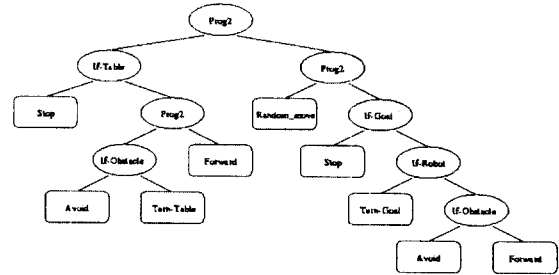 Prog2
If-Table
Prog2
Stop
Prog2
Random_move
If-Goal
If-Obstacle
Forward
Stop
If-Robot
Avoid
Turn-Table
Turn-Goal
If-Obstacle
Avoid
Forward